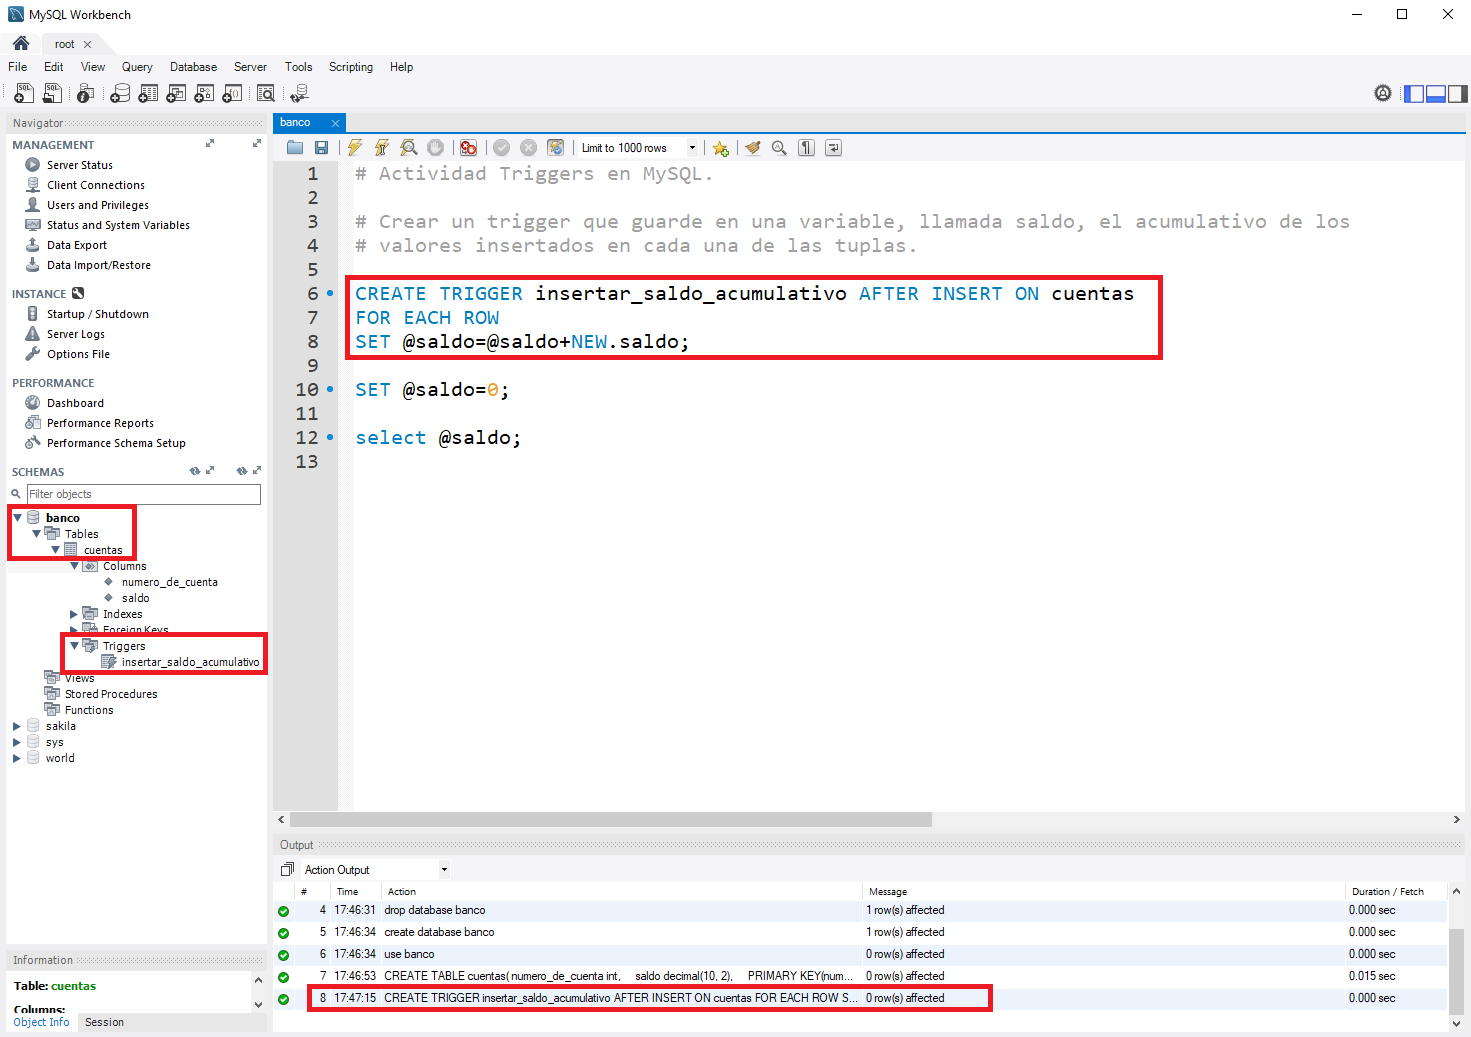 MySQL Workbench
root
File Edit View Query Database Server Tools Scripting Help
Navigator
MANAGEMENT
Server Status
Client Connections
Users and Privileges
Status and System Variables
Data Export
Data Import/Restore
INSTANCE
Startup / Shutdown
Server Logs
Options File
PERFORMANCE
Dashboard
Performance Reports
Performance Schema Setup
SCHEMAS
Filter objects
banco
Tables
cuentas
Columns
numero_de_cuenta
saldo
Indexes
Foreign Keys
Triggers
insertar_saldo_acumulativo
Views
Stored Procedures
Functions
sakila
sys
world
Information
Table: cuentas
Columns:
Object Info Session
banco
Limit to 1000 rows
1 # Actividad Triggers en MySQL.
2
3 # Crear un trigger que guarde en una variable, llamada saldo, el acumulativo de los
4 # valores insertados en cada una de las tuplas.
5
6 CREATE TRIGGER insertar_saldo_acumulativo AFTER INSERT ON cuentas
7 FOR EACH ROW
8 SET @saldo=@saldo+NEW.saldo;
9
10 SET @saldo=0;
11
12 select @saldo;
13
Output
Action Output
# Time Action Message Duration / Fetch
4 17:46:31 drop database banco 1 row(s) affected 0.000 sec
5 17:46:34 create database banco 1 row(s) affected 0.000 sec
6 17:46:34 use banco 0 row(s) affected 0.000 sec
7 17:46:53 CREATE TABLE cuentas( numero_de_cuenta int, saldo decimal(10, 2), PRIMARY KEY(num... 0 row(s) affected 0.015 sec
8 17:47:15 CREATE TRIGGER insertar_saldo_acumulativo AFTER INSERT ON cuentas FOR EACH ROW S... 0 row(s) affected 0.000 sec